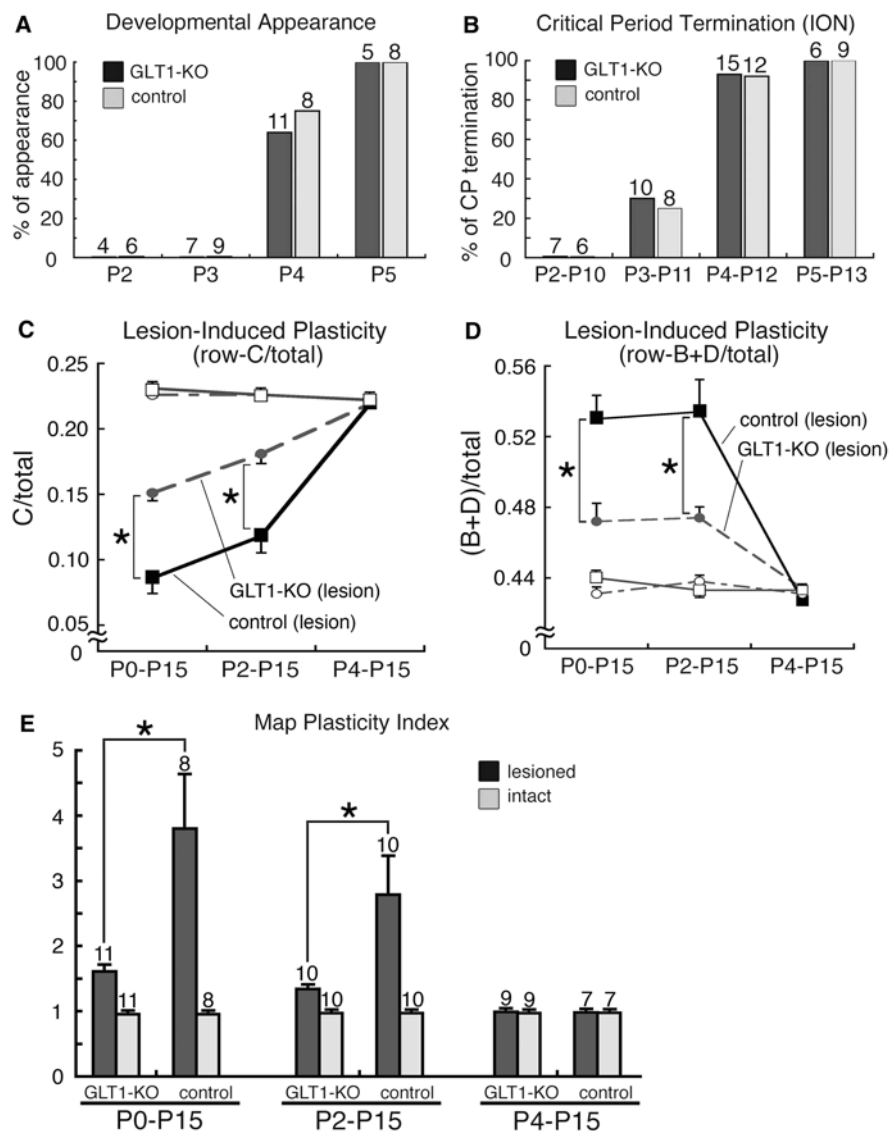 A Developmental Appearance
GLT1-KO
control
% of appearance
100
80
60
40
20
0
4 6 7 9 11 8 5 8
P2 P3 P4 P5
B Critical Period Termination (ION)
GLT1-KO
control
% of CP termination
100
80
60
40
20
0
7 6 10 8 15 12 6 9
P2-P10 P3-P11 P4-P12 P5-P13
C Lesion-Induced Plasticity
(row-C/total)
C/total
0.25
0.20
0.15
0.10
0.05
0
*
*
GLT1-KO (lesion)
control (lesion)
P0-P15 P2-P15 P4-P15
D Lesion-Induced Plasticity
(row-B+D/total)
(B+D)/total
0.56
0.52
0.48
0.44
0
*
*
control (lesion)
GLT1-KO (lesion)
P0-P15 P2-P15 P4-P15
E Map Plasticity Index
lesioned
intact
5
4
3
2
1
0
*
*
11 11 8 8 10 10 10 10 9 9 7 7
GLT1-KO control GLT1-KO control GLT1-KO control
P0-P15 P2-P15 P4-P15